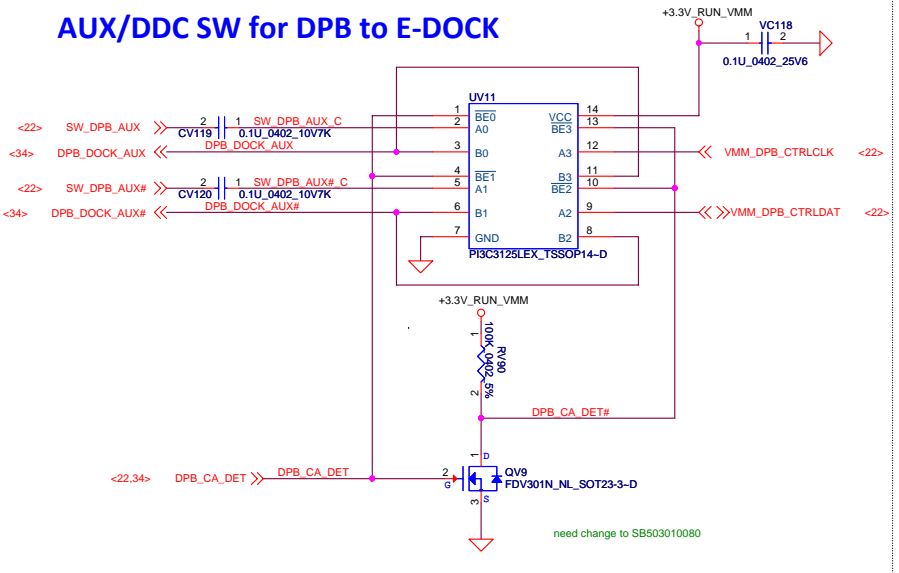 AUX/DDC SW for DPB to E-DOCK
+3.3V_RUN_VMM
VC118
1 2
0.1U_0402_25V6
UV11
1 BE0 VCC 14
2 A0 BE3 13
3 B0 A3 12
4 BE1 B3 11
5 A1 BE2 10
6 B1 A2 9
7 GND B2 8
PI3C3125LEX_TSSOP14~D
<22> SW_DPB_AUX 2 1 SW_DPB_AUX_C
CV119 0.1U_0402_10V7K
<34> DPB_DOCK_AUX DPB_DOCK_AUX
<22> SW_DPB_AUX# 2 1 SW_DPB_AUX#_C
CV120 0.1U_0402_10V7K
<34> DPB_DOCK_AUX# DPB_DOCK_AUX#
VMM_DPB_CTRLCLK <22>
VMM_DPB_CTRLDAT <22>
+3.3V_RUN_VMM
1
RV90
100K_0402_5%
2
DPB_CA_DET#
<22,34> DPB_CA_DET DPB_CA_DET
1 D
2 G
3 S
QV9
FDV301N_NL_SOT23-3~D
need change to SB503010080